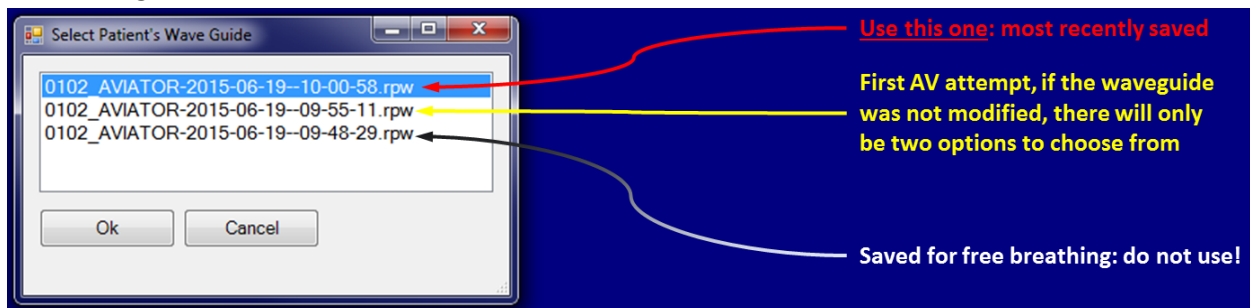 Select Patient's Wave Guide
0102_AVIATOR-2015-06-19--10-00-58.rpw
0102_AVIATOR-2015-06-19--09-55-11.rpw
0102_AVIATOR-2015-06-19--09-48-29.rpw
Ok
Cancel
Use this one: most recently saved
First AV attempt, if the waveguide
was not modified, there will only
be two options to choose from
Saved for free breathing: do not use!